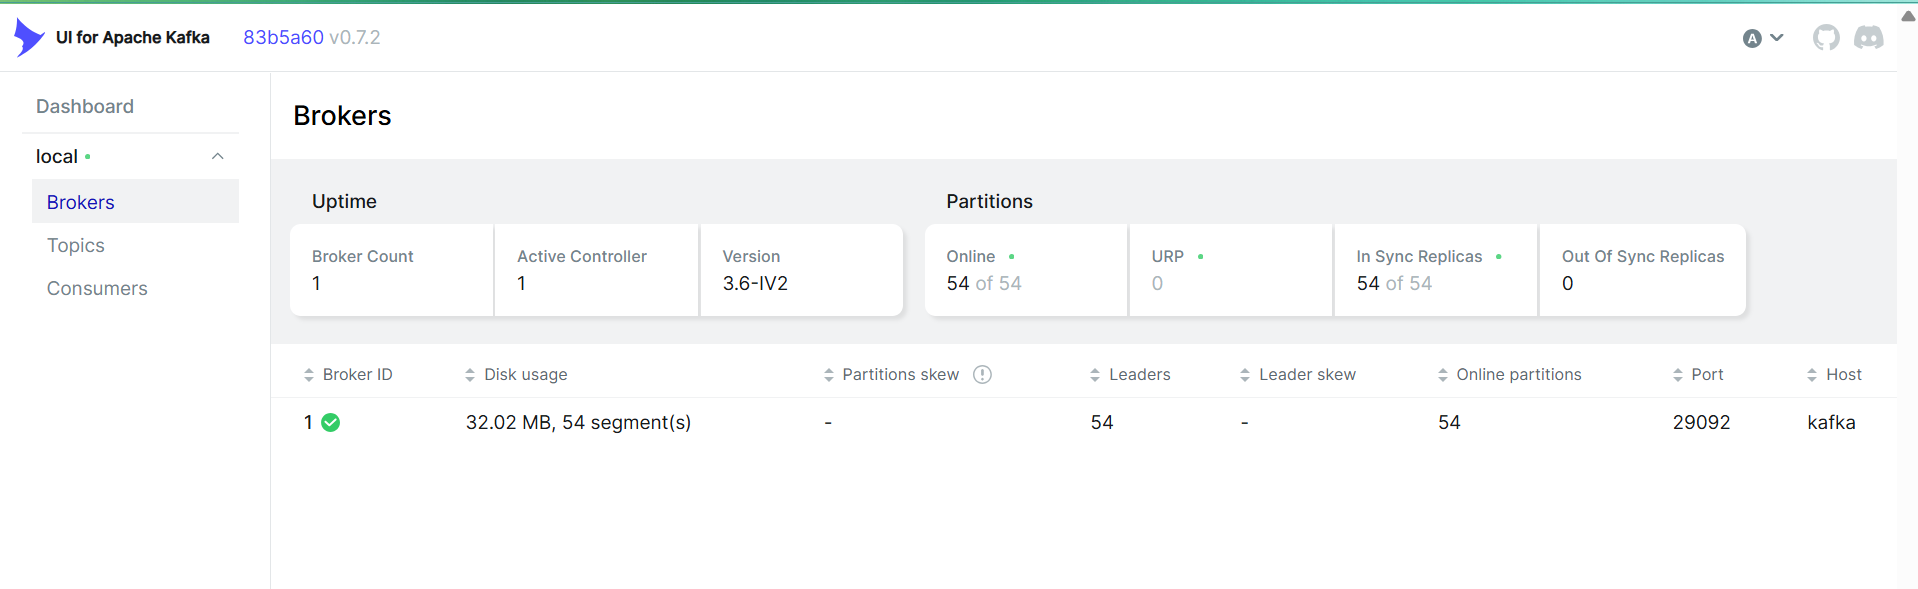 UI for Apache Kafka 83b5a60 v0.7.2 A
Dashboard
local
Brokers
Topics
Consumers
Brokers
Uptime
Broker Count
1
Active Controller
1
Version
3.6-IV2
Partitions
Online
54 of 54
URP
0
In Sync Replicas
54 of 54
Out Of Sync Replicas
0
Broker ID Disk usage Partitions skew Leaders Leader skew Online partitions Port Host
1 32.02 MB, 54 segment(s) - 54 - 54 29092 kafka